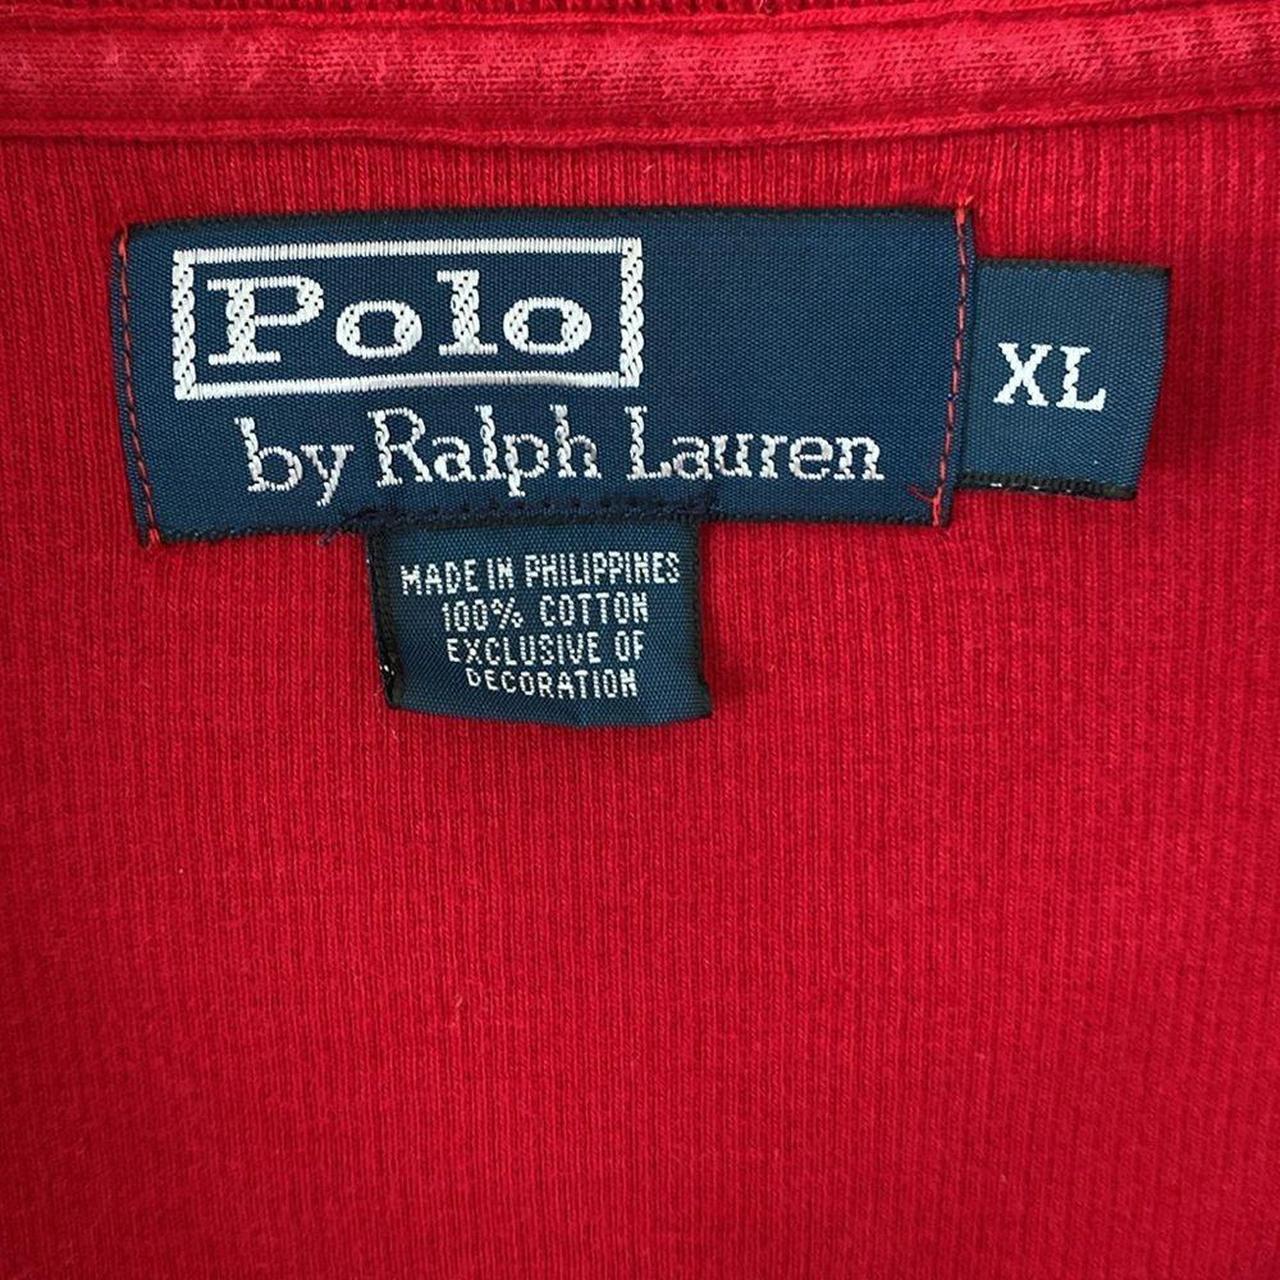 Polo
by Ralph Lauren
XL
MADE IN PHILIPPINES
100% COTTON
EXCLUSIVE OF
DECORATION